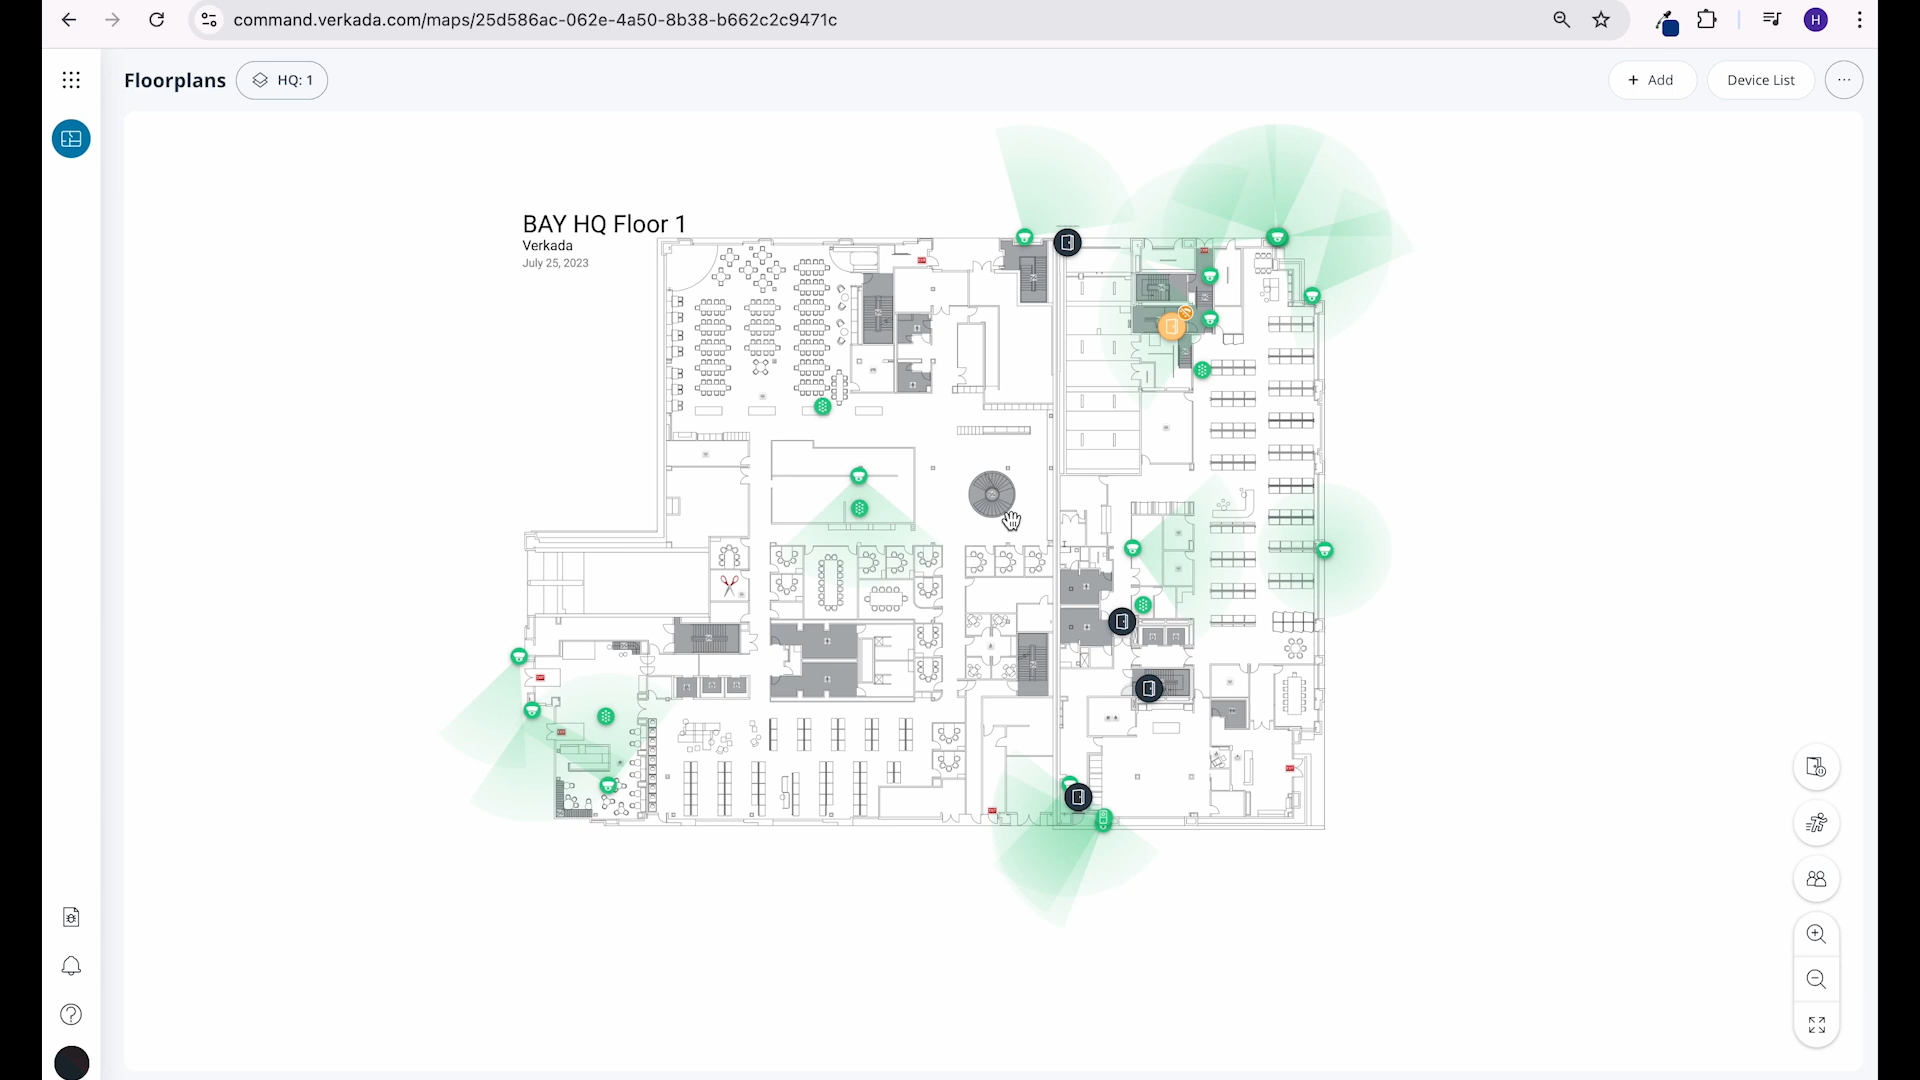 command.verkada.com/maps/25d586ac-062e-4a50-8b38-b662c2c9471c
H
Floorplans
HQ: 1
+ Add
Device List
BAY HQ Floor 1
Verkada
July 25, 2023